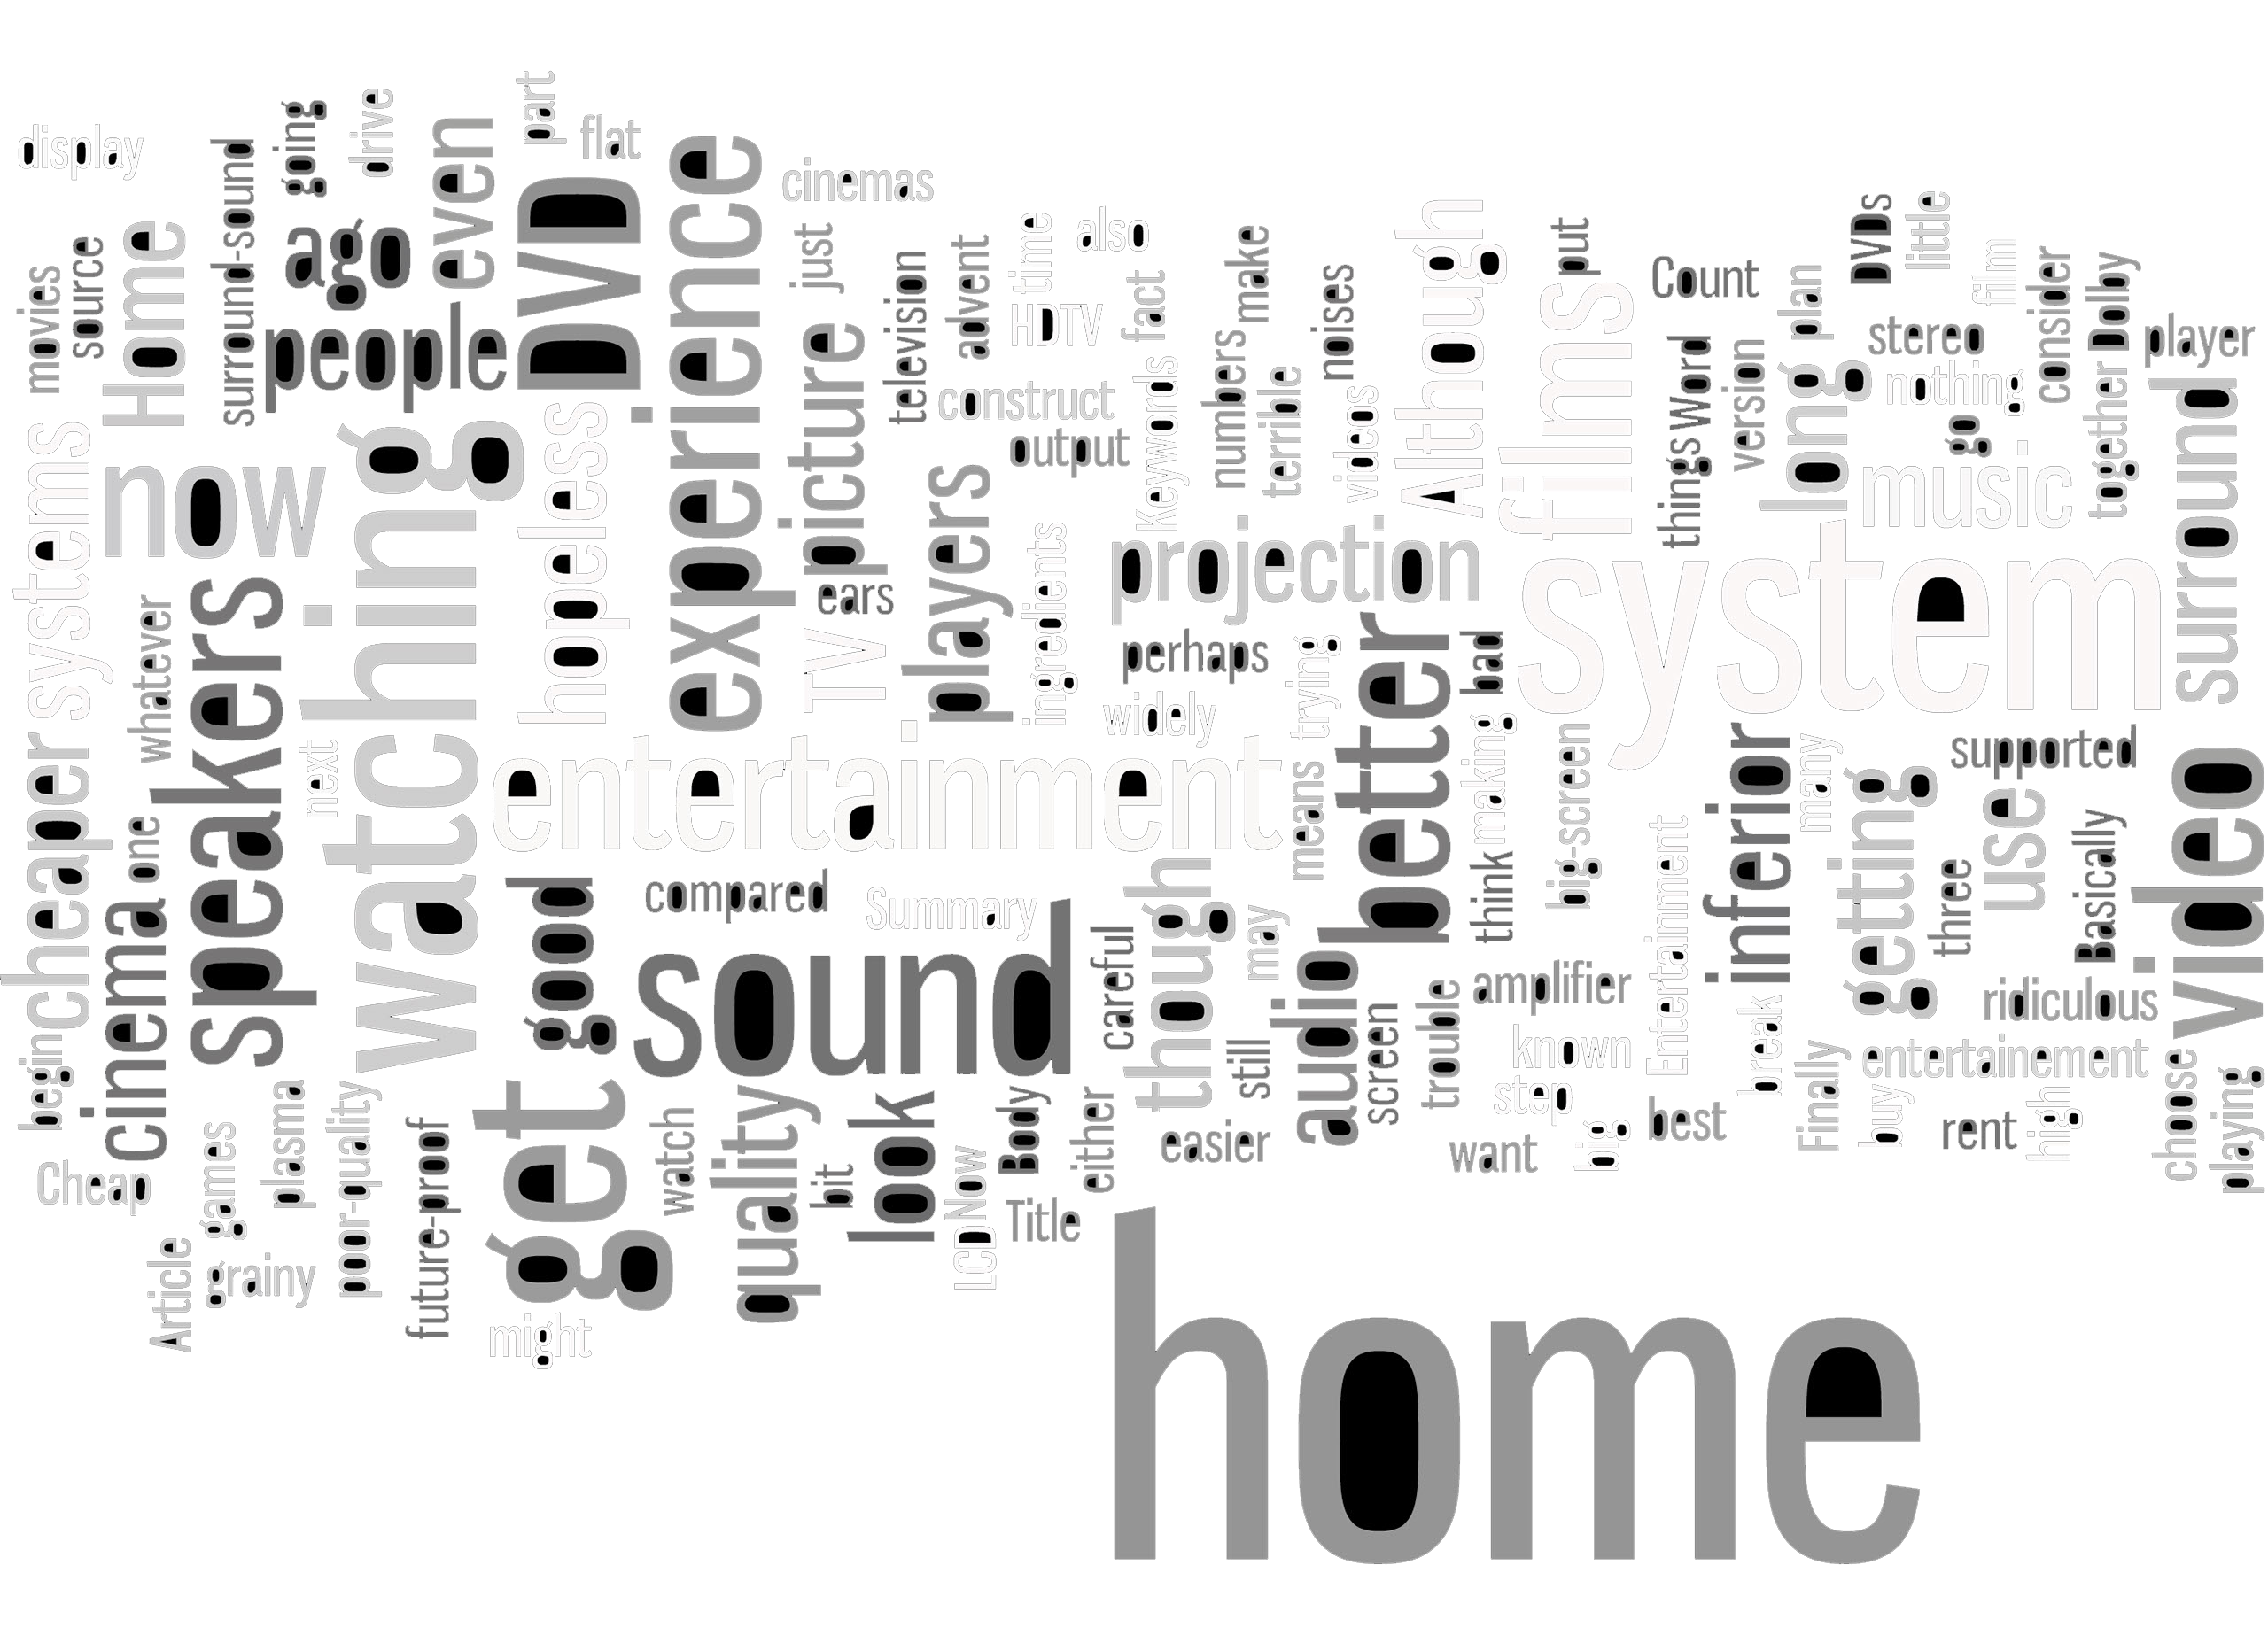 display
movies
source
Home
surround-sound
going
drive
ago
people
even
part
flat
DVD
experience
cinemas
just
picture
television
advent
time
also
HDTV
fact
construct
output
Keywords
numbers
make
terrible
noises
videos
Although
films
put
Count
things
Word
version
plan
long
DVDs
little
stereo
nothing
go
film
consider
together
Dolby
player
music
surround
systems
now
watching
hopeless
players
ears
TV
ingredients
projection
perhaps
widely
trying
better
bad
system
whatever
speakers
cheaper
next
entertainment
means
making
think
big-screen
Entertainment
inferior
many
getting
supported
use
three
Basically
video
one
cinema
good
compared
Summary
sound
careful
though
may
still
audio
screen
trouble
amplifier
known
step
break
Finally
ridiculous
entertainement
begin
Cheap
games
plasma
poor-quality
future-proof
get
watch
quality
bit
look
LCD
Now
Body
Title
either
easier
want
big
best
buy
rent
high
choose
playing
Article
grainy
might
home